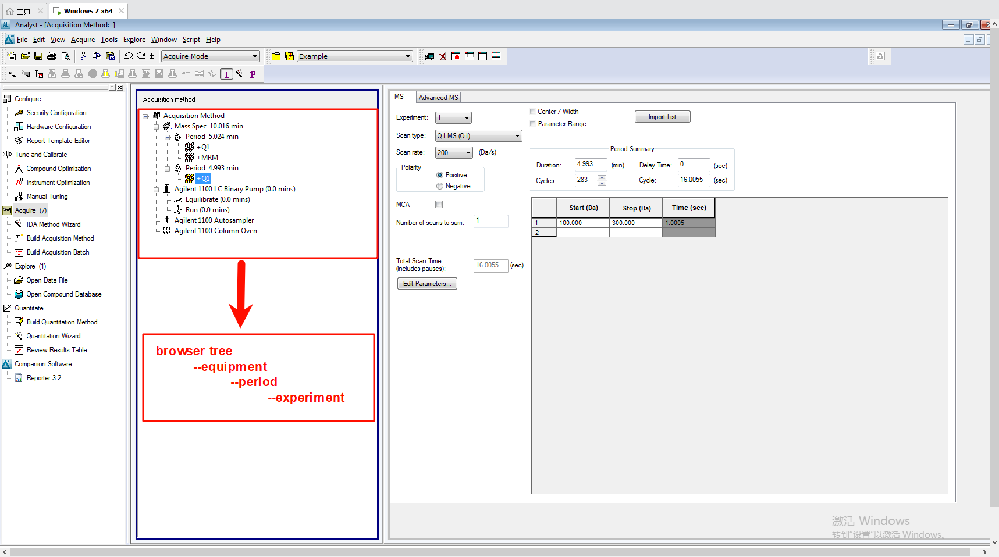 主页
Windows 7 x64
Analyst - [Acquisition Method: ]
File Edit View Acquire Tools Explore Window Script Help
Acquire Mode
Example
Configure
Security Configuration
Hardware Configuration
Report Template Editor
Tune and Calibrate
Compound Optimization
Instrument Optimization
Manual Tuning
Acquire (7)
IDA Method Wizard
Build Acquisition Method
Build Acquisition Batch
Explore (1)
Open Data File
Open Compound Database
Quantitate
Build Quantitation Method
Quantitation Wizard
Review Results Table
Companion Software
Reporter 3.2
Acquisition method
Acquisition Method
Mass Spec 10.016 min
Period 5.024 min
+Q1
+MRM
Period 4.993 min
+Q1
Agilent 1100 LC Binary Pump (0.0 mins)
Equilibrate (0.0 mins)
Run (0.0 mins)
Agilent 1100 Autosampler
Agilent 1100 Column Oven
browser tree
--equipment
--period
--experiment
MS
Advanced MS
Experiment: 1
Scan type: Q1 MS (Q1)
Scan rate: 200 (Da/s)
Polarity
Positive
Negative
MCA
Number of scans to sum: 1
Total Scan Time
(includes pauses): 16.0055 (sec)
Edit Parameters...
Center / Width
Parameter Range
Import List
Period Summary
Duration: 4.993 (min) Delay Time: 0 (sec)
Cycles: 283 Cycle: 16.0055 (sec)
Start (Da) Stop (Da) Time (sec)
1 100.000 300.000 1.0005
2
激活 Windows
转到"设置"以激活 Windows。